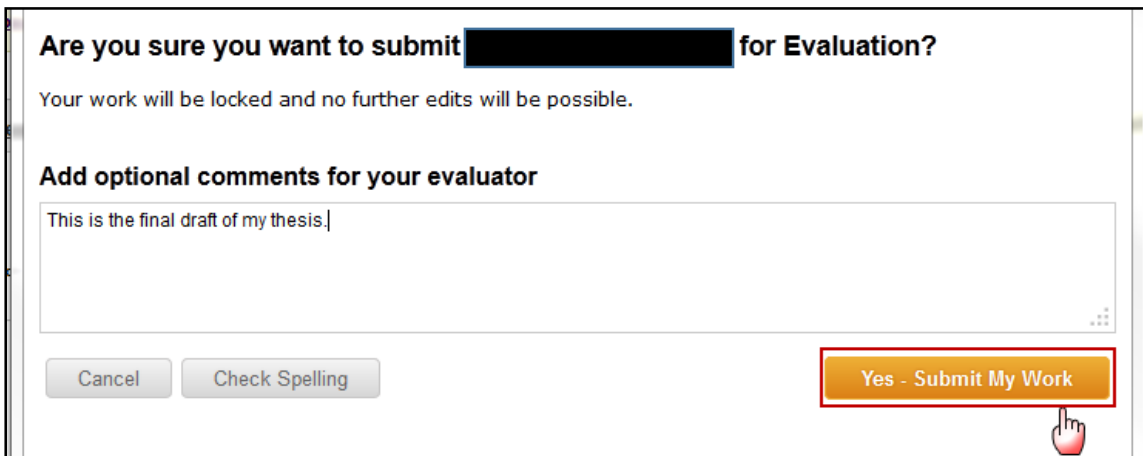 Are you sure you want to submit for Evaluation?
Your work will be locked and no further edits will be possible.
Add optional comments for your evaluator
This is the final draft of my thesis.
Cancel Check Spelling Yes - Submit My Work